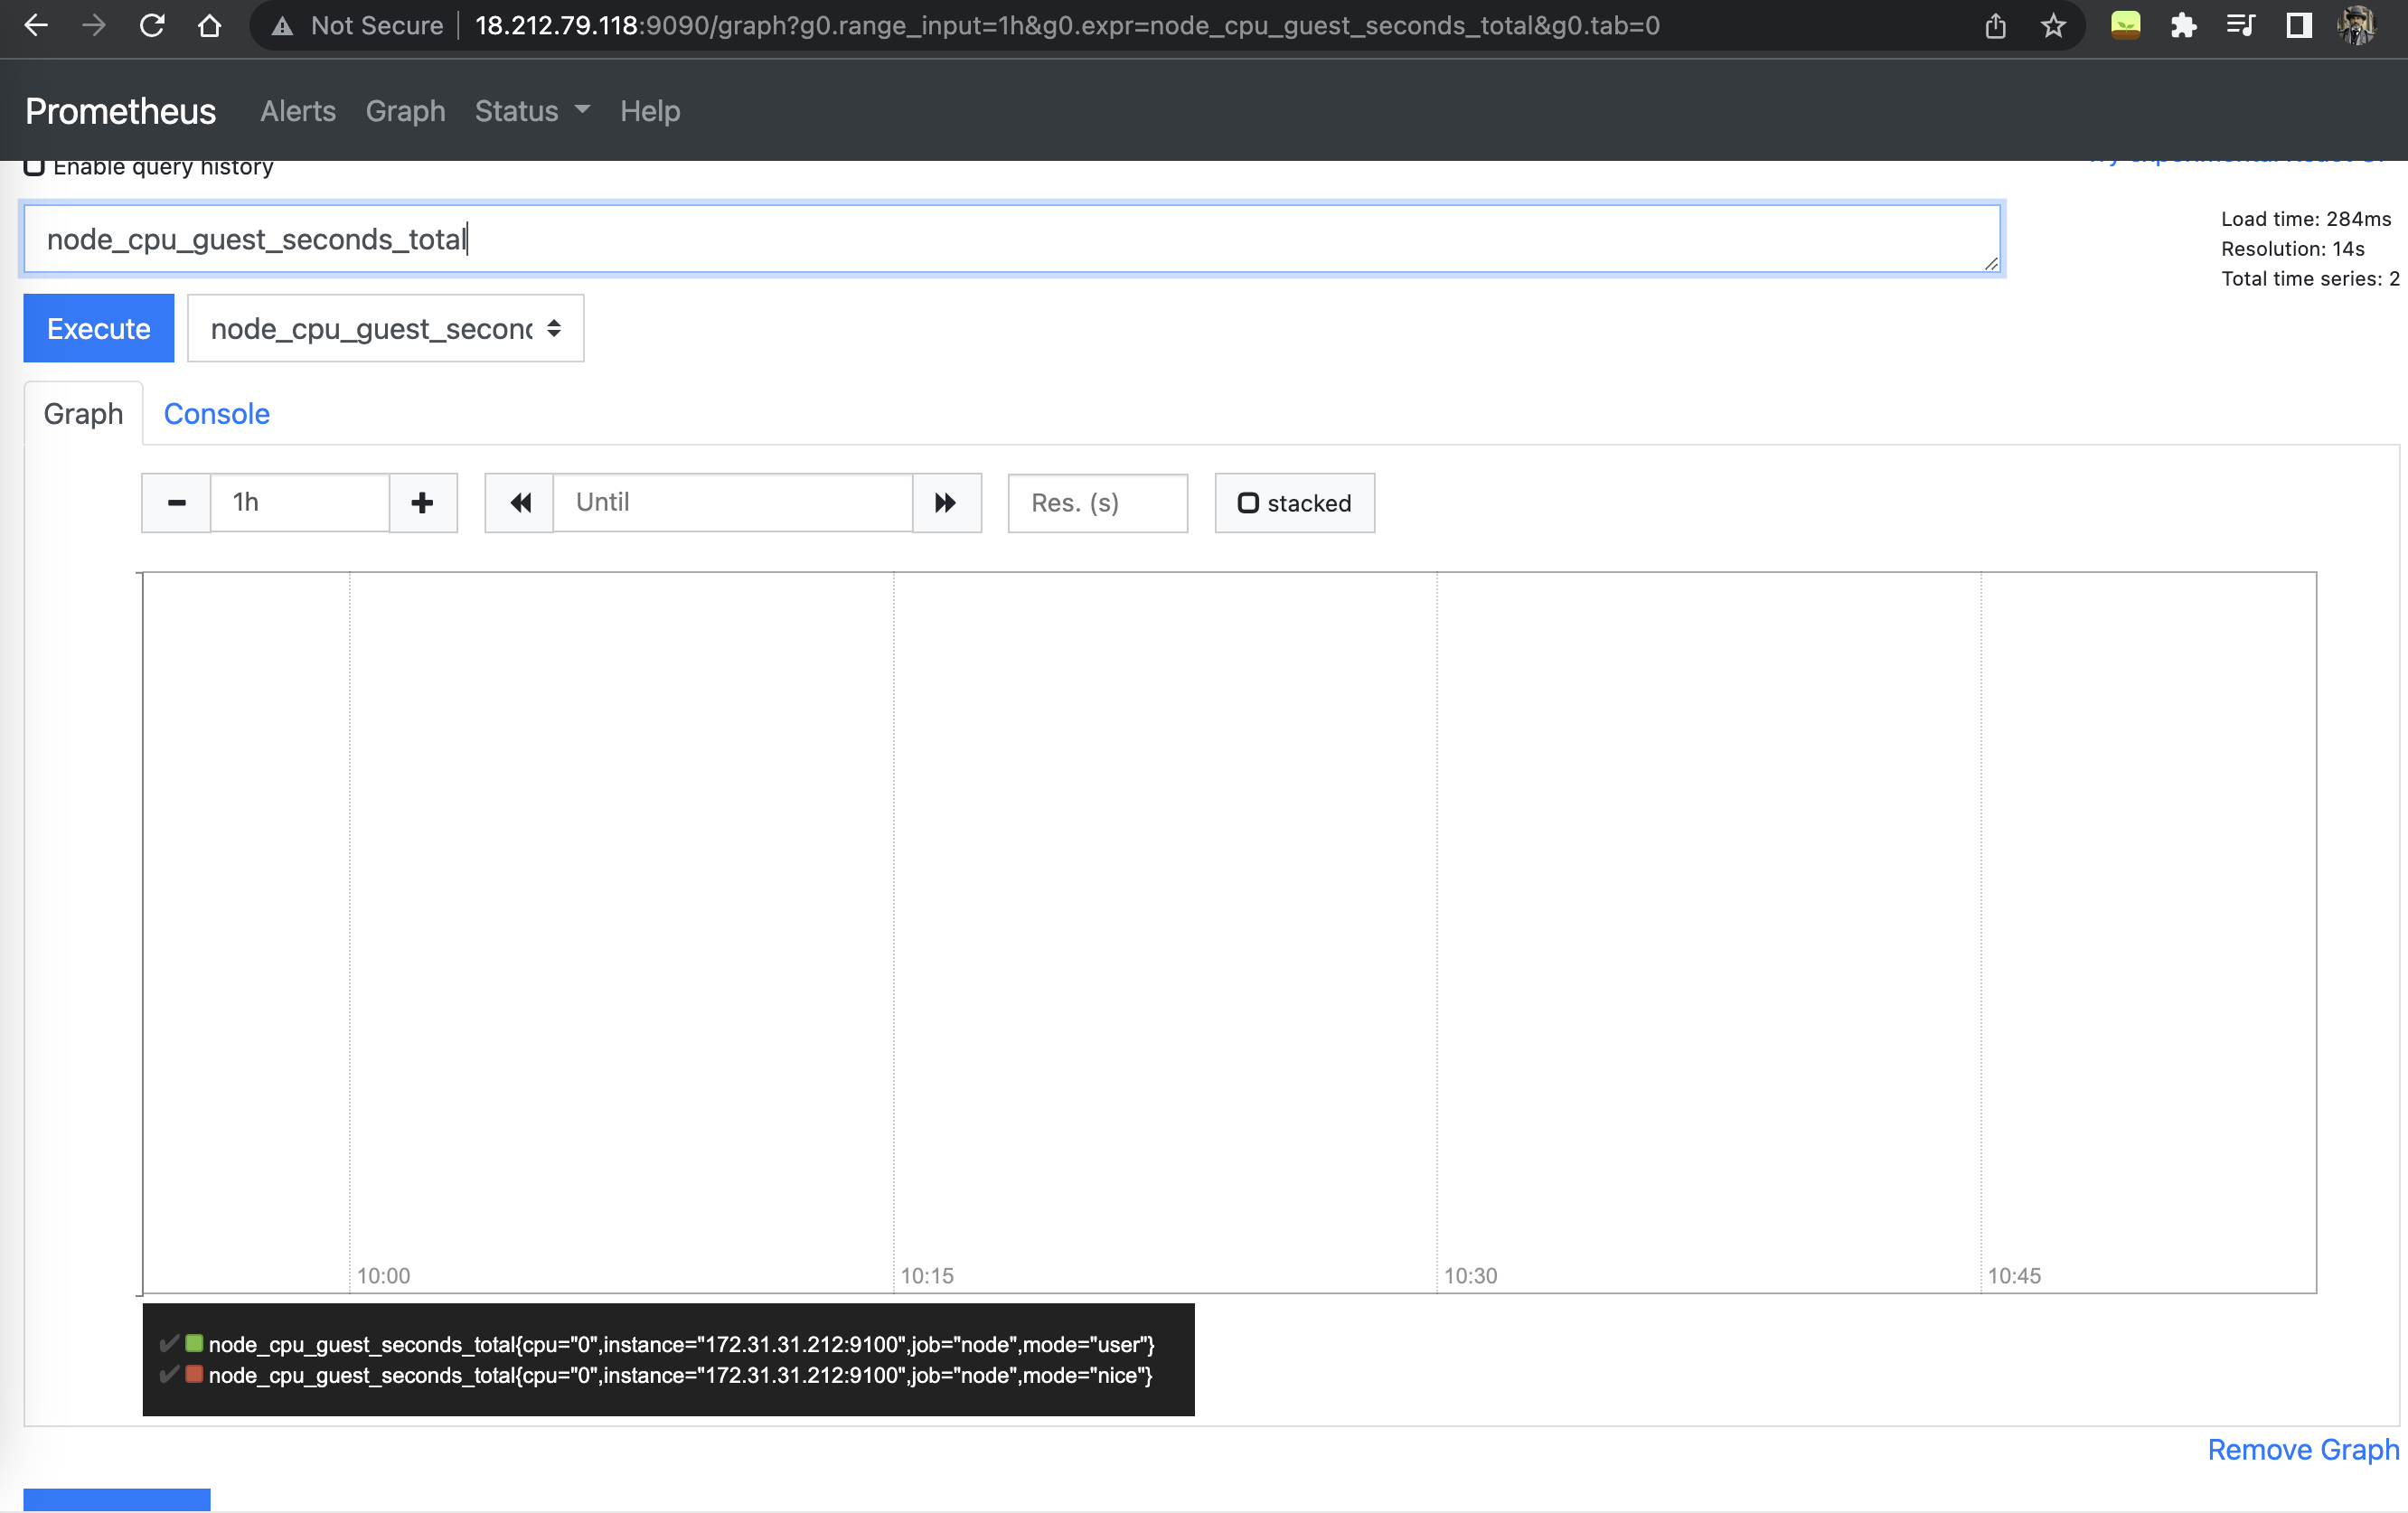 Not Secure 18.212.79.118:9090/graph?g0.range_input=1h&g0.expr=node_cpu_guest_seconds_total&g0.tab=0
Prometheus Alerts Graph Status Help
Enable query history
node_cpu_guest_seconds_total
Load time: 284ms
Resolution: 14s
Total time series: 2
Execute node_cpu_guest_secon
Graph Console
1h Until Res. (s) stacked
10:00 10:15 10:30 10:45
node_cpu_guest_seconds_total{cpu="0",instance="172.31.31.212:9100",job="node",mode="user"}
node_cpu_guest_seconds_total{cpu="0",instance="172.31.31.212:9100",job="node",mode="nice"}
Remove Graph